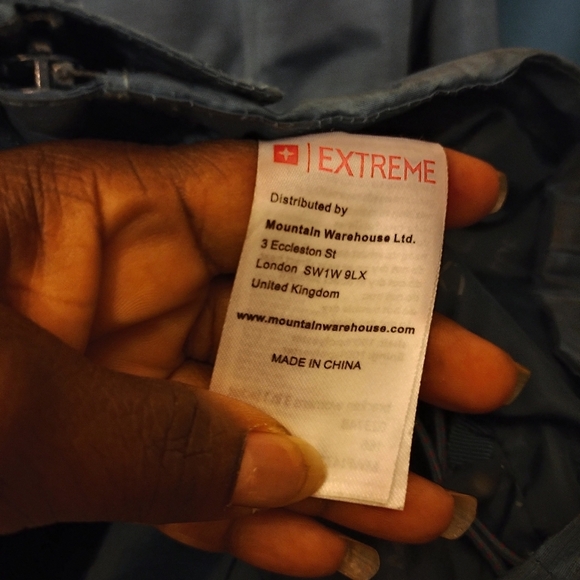 EXTREME
Distributed by
Mountain Warehouse Ltd.
3 Eccleston St
London SW1W 9LX
United Kingdom
www.mountainwarehouse.com
MADE IN CHINA